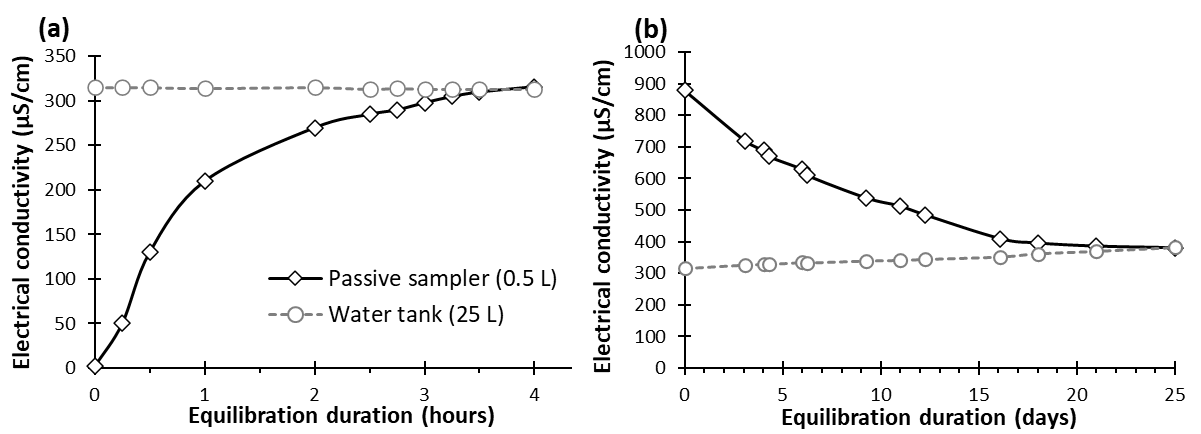 (a)
Electrical conductivity (µS/cm)
350
300
250
200
150
100
50
0
0 1 2 3 4
Equilibration duration (hours)
Passive sampler (0.5 L)
Water tank (25 L)
(b)
Electrical conductivity (µS/cm)
1000
900
800
700
600
500
400
300
200
100
0
0 5 10 15 20 25
Equilibration duration (days)